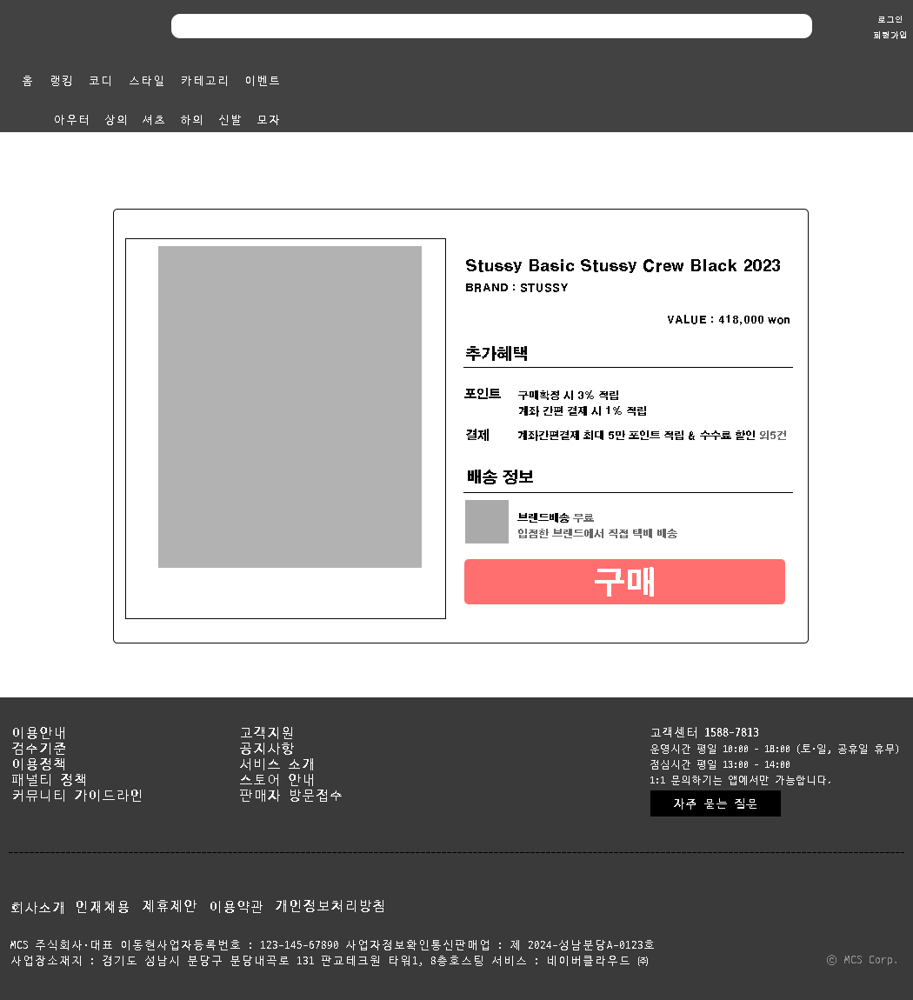 로그인
회원가입
홈 랭킹 코디 스타일 카테고리 이벤트
아우터 상의 셔츠 하의 신발 모자
Stussy Basic Stussy Crew Black 2023
BRAND : STUSSY
VALUE : 418,000 won
추가혜택
포인트 구매확정 시 3% 적립
계좌 간편 결제 시 1% 적립
결제 계좌간편결제 최대 5만 포인트 적립 & 수수료 할인 외5건
배송 정보
브랜드배송 무료
입점한 브랜드에서 직접 택배 배송
구매
이용안내
검수기준
이용정책
패널티 정책
커뮤니티 가이드라인
고객지원
공지사항
서비스 소개
스토어 안내
판매자 방문접수
고객센터 1588-7813
운영시간 평일 10:00 - 18:00 (토·일, 공휴일 휴무)
점심시간 평일 13:00 - 14:00
1:1 문의하기는 앱에서만 가능합니다.
자주 묻는 질문
회사소개 인재채용 제휴제안 이용약관 개인정보처리방침
MCS 주식회사·대표 이동현사업자등록번호 : 123-145-67890 사업자정보확인통신판매업 : 제 2024-성남분당A-0123호
사업장소재지 : 경기도 성남시 분당구 분당내곡로 131 판교테크원 타워1, 8층호스팅 서비스 : 네이버클라우드 ㈜
© MCS Corp.